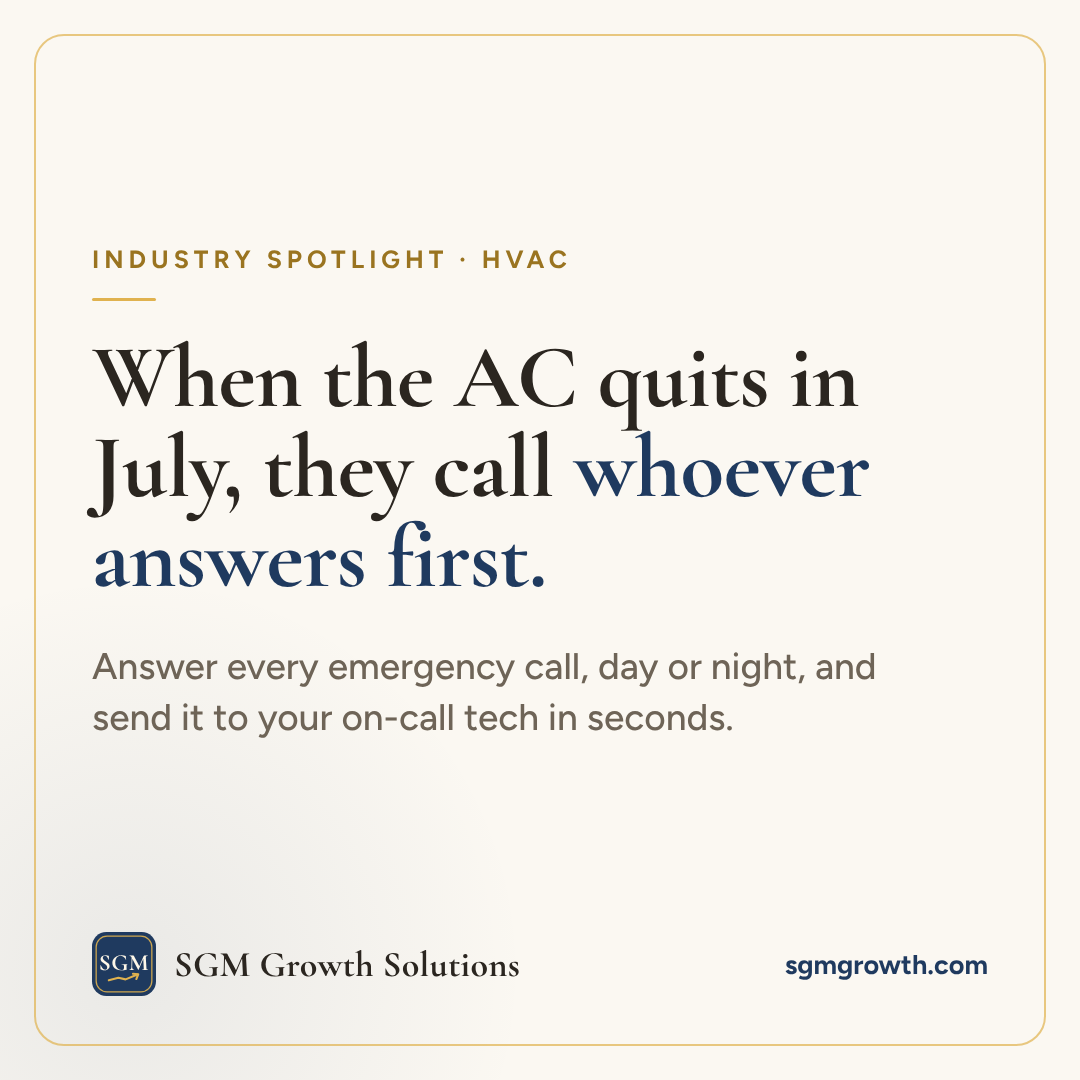 INDUSTRY SPOTLIGHT · HVAC
When the AC quits in
July, they call whoever
answers first.
Answer every emergency call, day or night, and
send it to your on-call tech in seconds.
SGM
SGM Growth Solutions
sgmgrowth.com